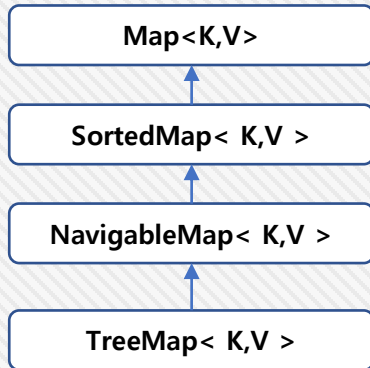 Map<K,V>
SortedMap< K,V >
NavigableMap< K,V >
TreeMap< K,V >